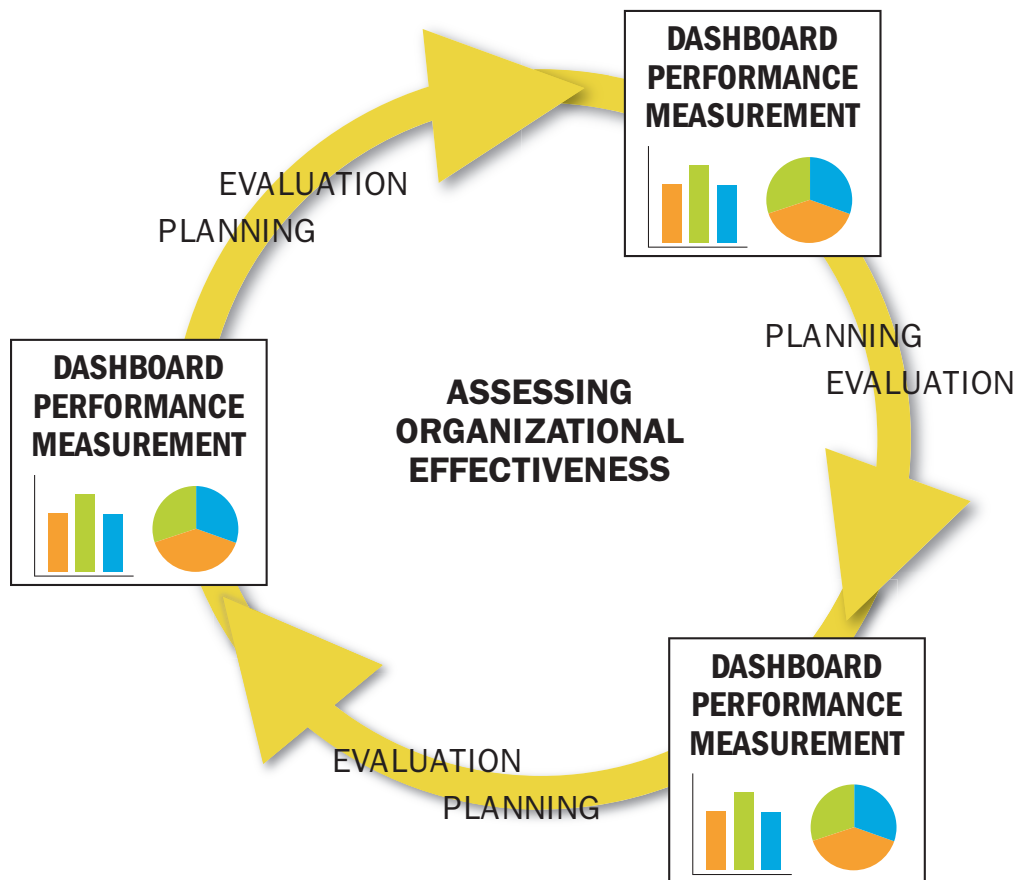 DASHBOARD
PERFORMANCE
MEASUREMENT
EVALUATION
PLANNING
PLANNING
EVALUATION
DASHBOARD
PERFORMANCE
MEASUREMENT
ASSESSING
ORGANIZATIONAL
EFFECTIVENESS
DASHBOARD
PERFORMANCE
MEASUREMENT
EVALUATION
PLANNING